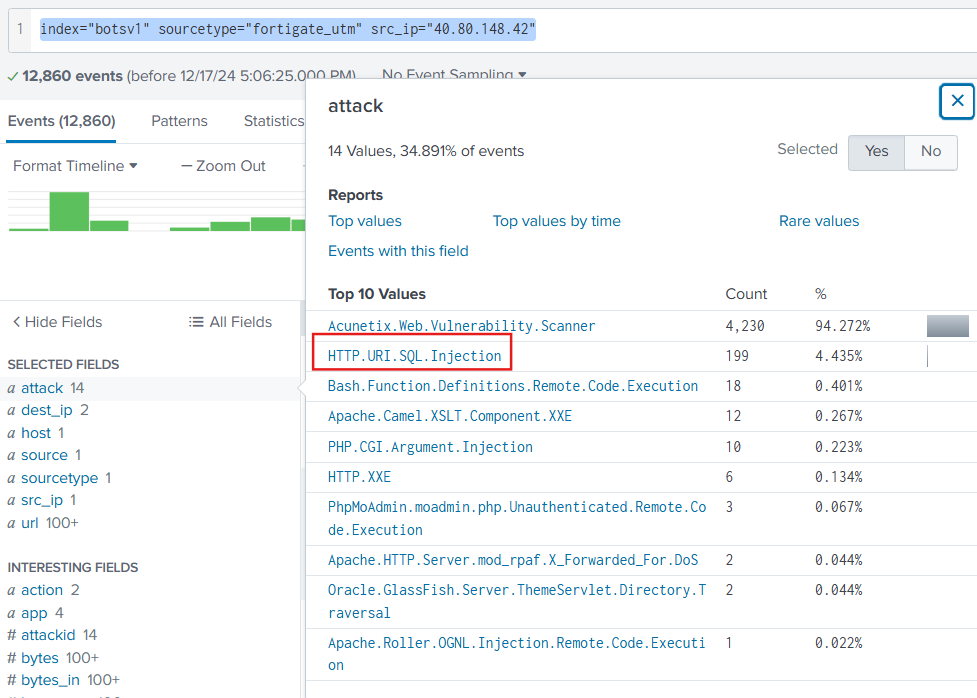 1 index="botsv1" sourcetype="fortigate_utm" src_ip="40.80.148.42"
12,860 events (before 12/17/24 5:06:25.000 PM) No Event Sampling
Events (12,860) Patterns Statistics
Format Timeline — Zoom Out
attack
14 Values, 34.891% of events
Selected Yes No
Reports
Top values Top values by time Rare values
Events with this field
Top 10 Values Count %
Acunetix.Web.Vulnerability.Scanner 4,230 94.272%
HTTP.URI.SQL.Injection 199 4.435%
Bash.Function.Definitions.Remote.Code.Execution 18 0.401%
Apache.Camel.XSLT.Component.XXE 12 0.267%
PHP.CGI.Argument.Injection 10 0.223%
HTTP.XXE 6 0.134%
PhpMoAdmin.moadmin.php.Unauthenticated.Remote.Co 3 0.067%
de.Execution
Apache.HTTP.Server.mod_rpaf.X_Forwarded_For.DoS 2 0.044%
Oracle.GlassFish.Server.ThemeServlet.Directory.T 2 0.044%
raversal
Apache.Roller.OGNL.Injection.Remote.Code.Executi 1 0.022%
on
< Hide Fields All Fields
SELECTED FIELDS
a attack 14
a dest_ip 2
a host 1
a source 1
a sourcetype 1
a src_ip 1
a url 100+
INTERESTING FIELDS
a action 2
a app 4
# attackid 14
# bytes 100+
# bytes_in 100+